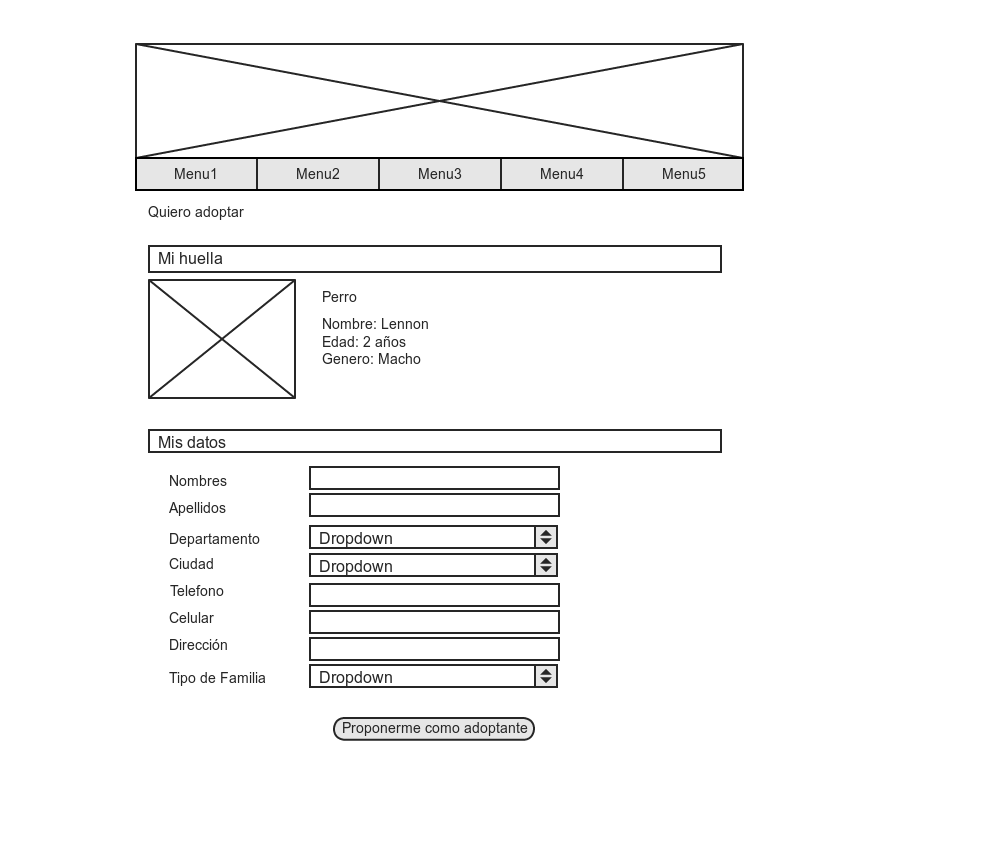 Menu1 Menu2 Menu3 Menu4 Menu5
Quiero adoptar
Mi huella
Perro
Nombre: Lennon
Edad: 2 años
Genero: Macho
Mis datos
Nombres
Apellidos
Departamento Dropdown
Ciudad Dropdown
Telefono
Celular
Dirección
Tipo de Familia Dropdown
Proponerme como adoptante